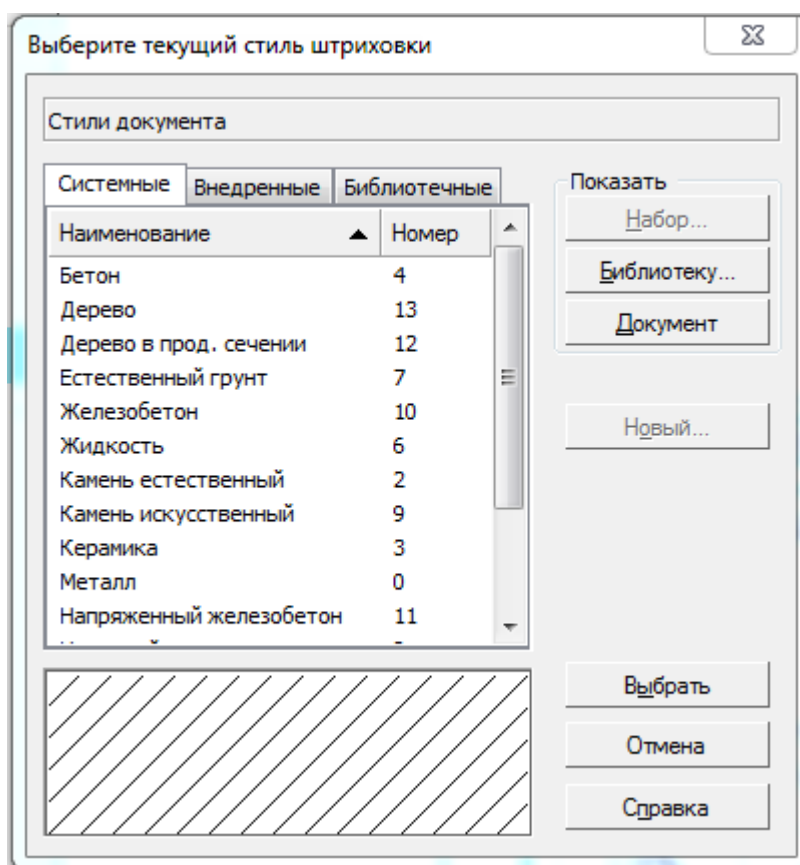 Выберите текущий стиль штриховки
Стили документа
Системные Внедренные Библиотечные
Наименование Номер
Бетон 4
Дерево 13
Дерево в прод. сечении 12
Естественный грунт 7
Железобетон 10
Жидкость 6
Камень естественный 2
Камень искусственный 9
Керамика 3
Металл 0
Напряженный железобетон 11
Показать
Набор...
Библиотеку...
Документ
Новый...
Выбрать
Отмена
Справка